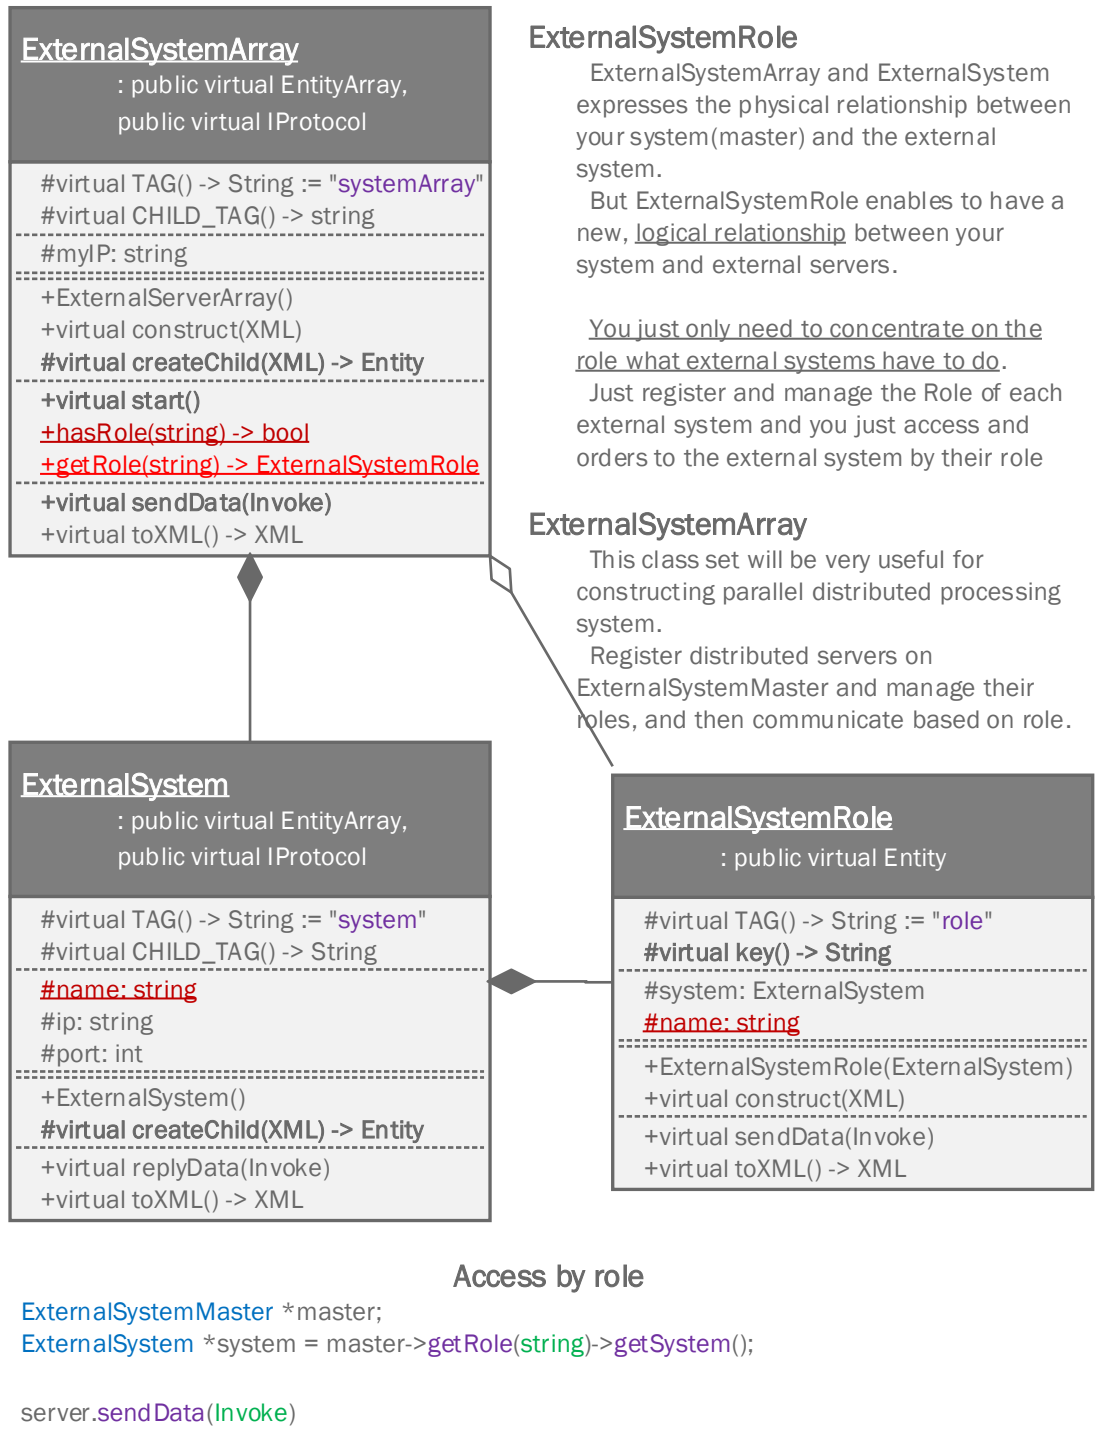 ExternalSystemArray
: public virtual EntityArray,
public virtual IProtocol
#virtual TAG() -> String := "systemArray"
#virtual CHILD_TAG() -> string
#myIP: string
+ExternalServerArray()
+virtual construct(XML)
#virtual createChild(XML) -> Entity
+virtual start()
+hasRole(string) -> bool
+getRole(string) -> ExternalSystemRole
+virtual sendData(Invoke)
+virtual toXML() -> XML
ExternalSystemRole
ExternalSystemArray and ExternalSystem
expresses the physical relationship between
your system(master) and the external
system.
But ExternalSystemRole enables to have a
new, logical relationship between your
system and external servers.
You just only need to concentrate on the
role what external systems have to do.
Just register and manage the Role of each
external system and you just access and
orders to the external system by their role
ExternalSystemArray
This class set will be very useful for
constructing parallel distributed processing
system.
Register distributed servers on
ExternalSystemMaster and manage their
roles, and then communicate based on role.
ExternalSystem
: public virtual EntityArray,
public virtual IProtocol
#virtual TAG() -> String := "system"
#virtual CHILD_TAG() -> String
#name: string
#ip: string
#port: int
+ExternalSystem()
#virtual createChild(XML) -> Entity
+virtual replyData(Invoke)
+virtual toXML() -> XML
ExternalSystemRole
: public virtual Entity
#virtual TAG() -> String := "role"
#virtual key() -> String
#system: ExternalSystem
#name: string
+ExternalSystemRole(ExternalSystem)
+virtual construct(XML)
+virtual sendData(Invoke)
+virtual toXML() -> XML
Access by role
ExternalSystemMaster *master;
ExternalSystem *system = master->getRole(string)->getSystem();
server.sendData(Invoke)